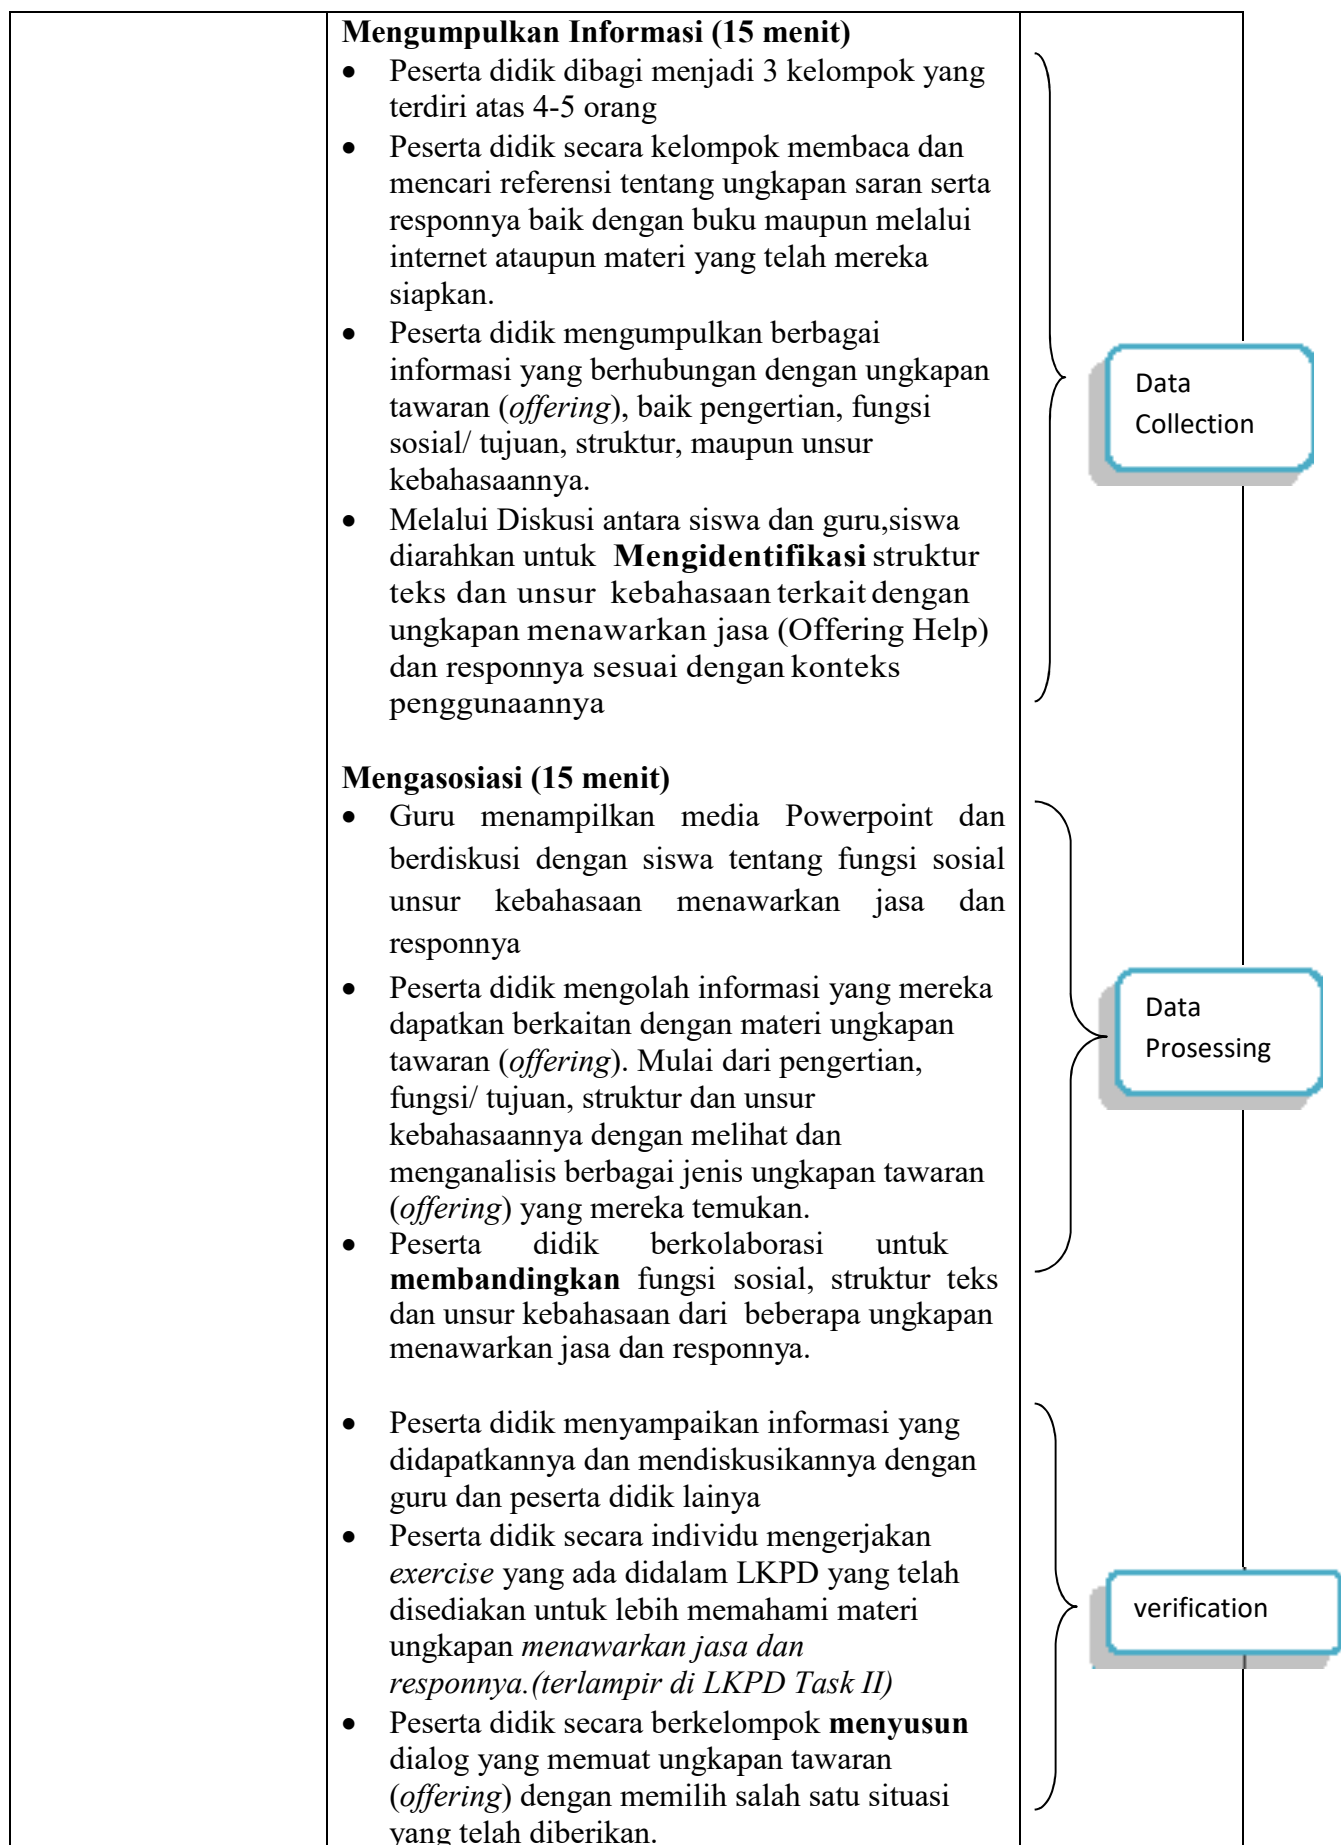 Mengumpulkan Informasi (15 menit)
• Peserta didik dibagi menjadi 3 kelompok yang
terdiri atas 4-5 orang
• Peserta didik secara kelompok membaca dan
mencari referensi tentang ungkapan saran serta
responnya baik dengan buku maupun melalui
internet ataupun materi yang telah mereka
siapkan.
• Peserta didik mengumpulkan berbagai
informasi yang berhubungan dengan ungkapan
tawaran (offering), baik pengertian, fungsi
sosial/ tujuan, struktur, maupun unsur
kebahasaannya.
• Melalui Diskusi antara siswa dan guru,siswa
diarahkan untuk Mengidentifikasi struktur
teks dan unsur kebahasaan terkait dengan
ungkapan menawarkan jasa (Offering Help)
dan responnya sesuai dengan konteks
penggunaannya
Data
Collection
Mengasosiasi (15 menit)
• Guru menampilkan media Powerpoint dan
berdiskusi dengan siswa tentang fungsi sosial
unsur kebahasaan menawarkan jasa dan
responnya
• Peserta didik mengolah informasi yang mereka
dapatkan berkaitan dengan materi ungkapan
tawaran (offering). Mulai dari pengertian,
fungsi/ tujuan, struktur dan unsur
kebahasaannya dengan melihat dan
menganalisis berbagai jenis ungkapan tawaran
(offering) yang mereka temukan.
• Peserta didik berkolaborasi untuk
membandingkan fungsi sosial, struktur teks
dan unsur kebahasaan dari beberapa ungkapan
menawarkan jasa dan responnya.
Data
Prosessing
• Peserta didik menyampaikan informasi yang
didapatkannya dan mendiskusikannya dengan
guru dan peserta didik lainya
• Peserta didik secara individu mengerjakan
exercise yang ada didalam LKPD yang telah
disediakan untuk lebih memahami materi
ungkapan menawarkan jasa dan
responnya.(terlampir di LKPD Task II)
• Peserta didik secara berkelompok menyusun
dialog yang memuat ungkapan tawaran
(offering) dengan memilih salah satu situasi
yang telah diberikan.
verification